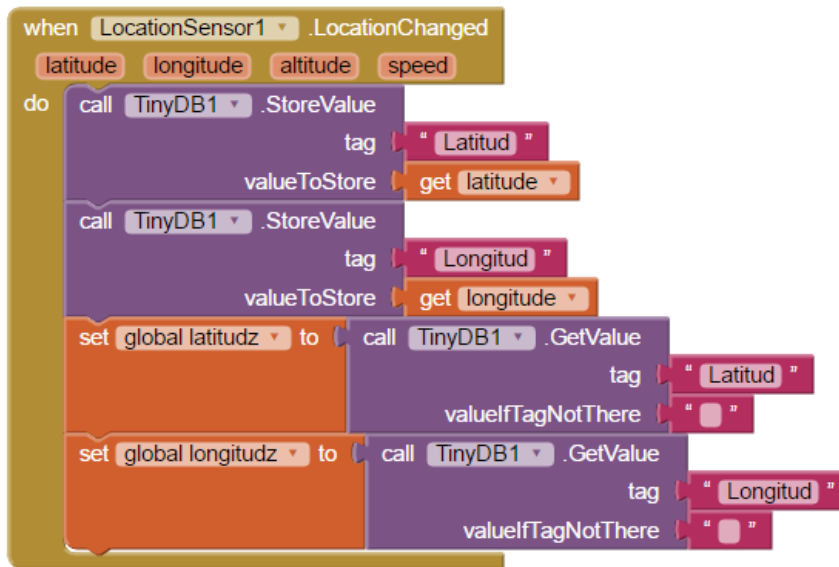 when LocationSensor1 .LocationChanged
latitude longitude altitude speed
do call TinyDB1 .StoreValue
tag " Latitud "
valueToStore get latitude
call TinyDB1 .StoreValue
tag " Longitud "
valueToStore get longitude
set global latitudz to call TinyDB1 .GetValue
tag " Latitud "
valueIfTagNotThere " "
set global longitudz to call TinyDB1 .GetValue
tag " Longitud "
valueIfTagNotThere " "